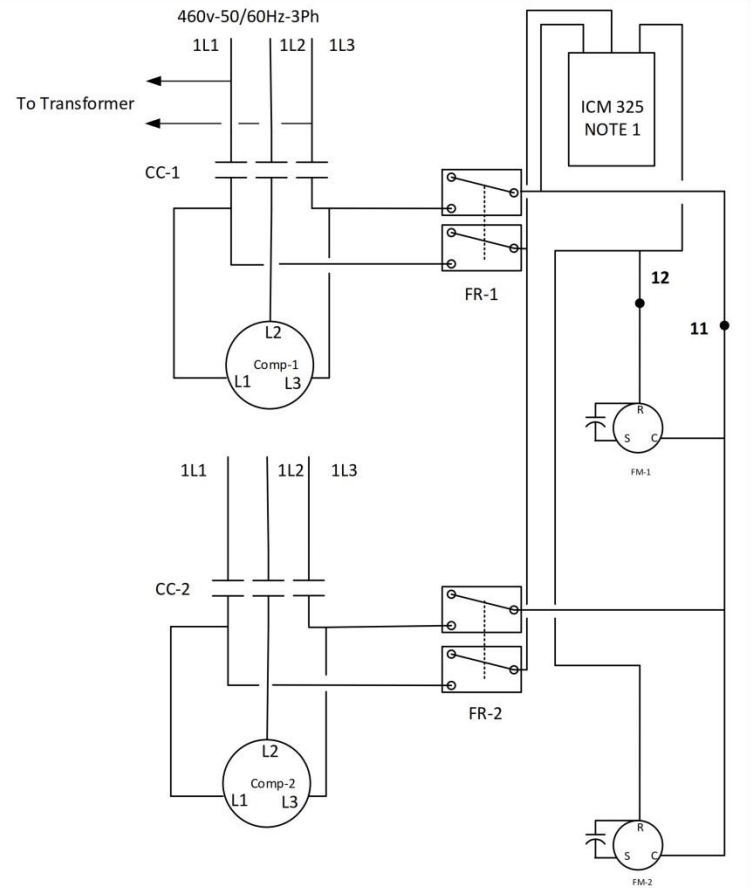 460v-50/60Hz-3Ph
1L1 1L2 1L3
To Transformer
ICM 325
NOTE 1
CC-1
FR-1
12
11
L2
Comp-1
L1 L3
R
S C
FM-1
1L1 1L2 1L3
CC-2
FR-2
L2
Comp-2
L1 L3
R
S C
FM-2